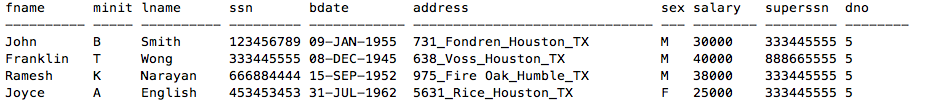 fname minit lname ssn bdate address sex salary superssn dno
John B Smith 123456789 09-JAN-1955 731_Fondren_Houston_TX M 30000 333445555 5
Franklin T Wong 333445555 08-DEC-1945 638_Voss_Houston_TX M 40000 888665555 5
Ramesh K Narayan 666884444 15-SEP-1952 975_Fire Oak_Humble_TX M 38000 333445555 5
Joyce A English 453453453 31-JUL-1962 5631_Rice_Houston_TX F 25000 333445555 5